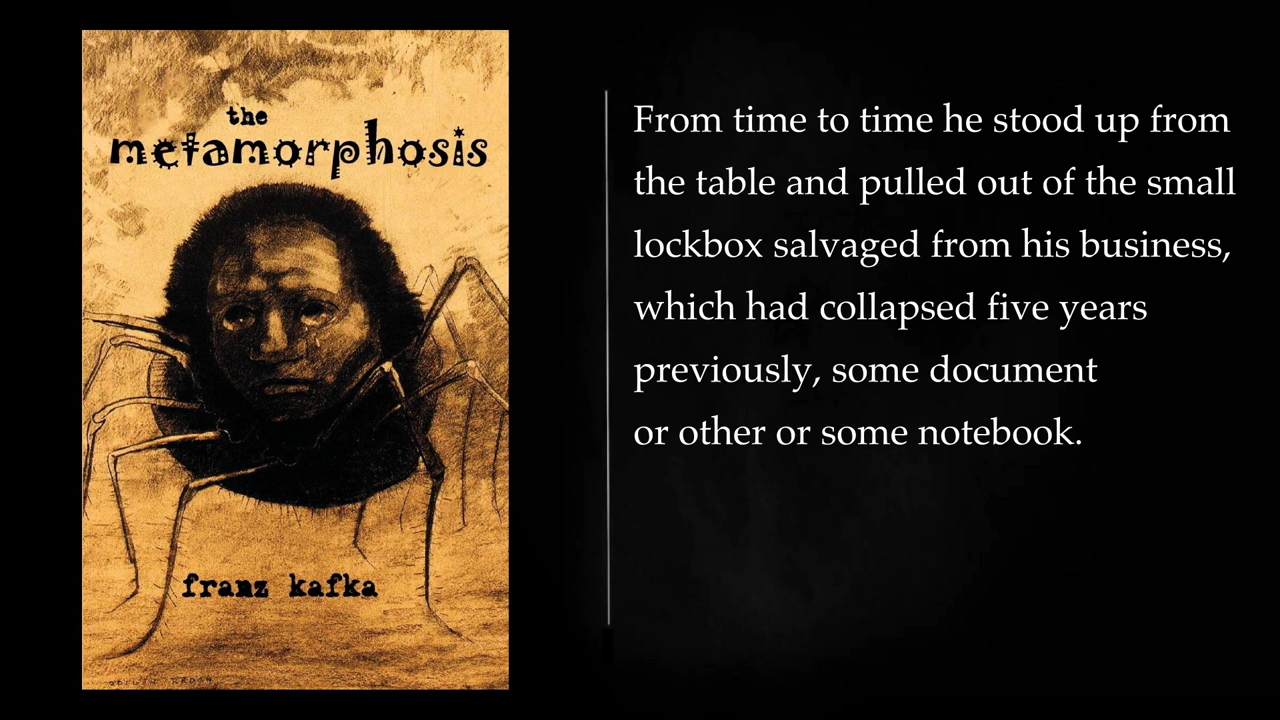 the
metamorphosis
franz kafka
ODILON REDON
From time to time he stood up from
the table and pulled out of the small
lockbox salvaged from his business,
which had collapsed five years
previously, some document
or other or some notebook.